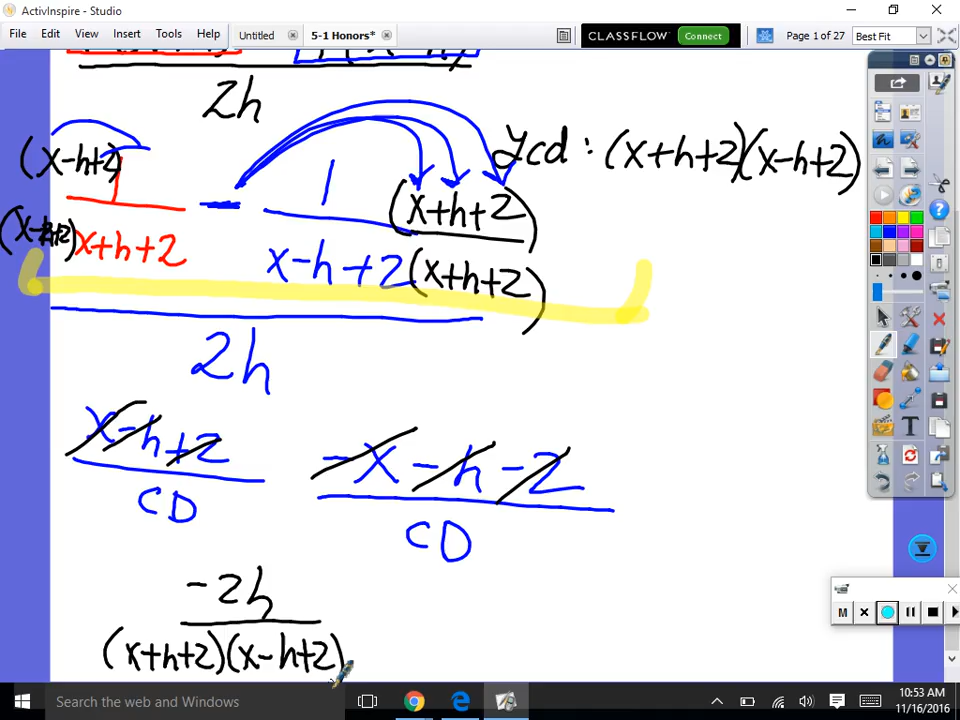 ActivInspire - Studio
File Edit View Insert Tools Help Untitled 5-1 Honors* CLASSFLOW Connect Page 1 of 27 Best Fit
2h
(x-h+2) 1 - 1 (x+h+2) lcd : (x+h+2)(x-h+2)
(x-h+2) x+h+2 x-h+2 (x+h+2)
2h
x-h+2 -x-h-2
CD CD
-2h
(x+h+2)(x-h+2)
M
Search the web and Windows
10:53 AM
11/16/2016